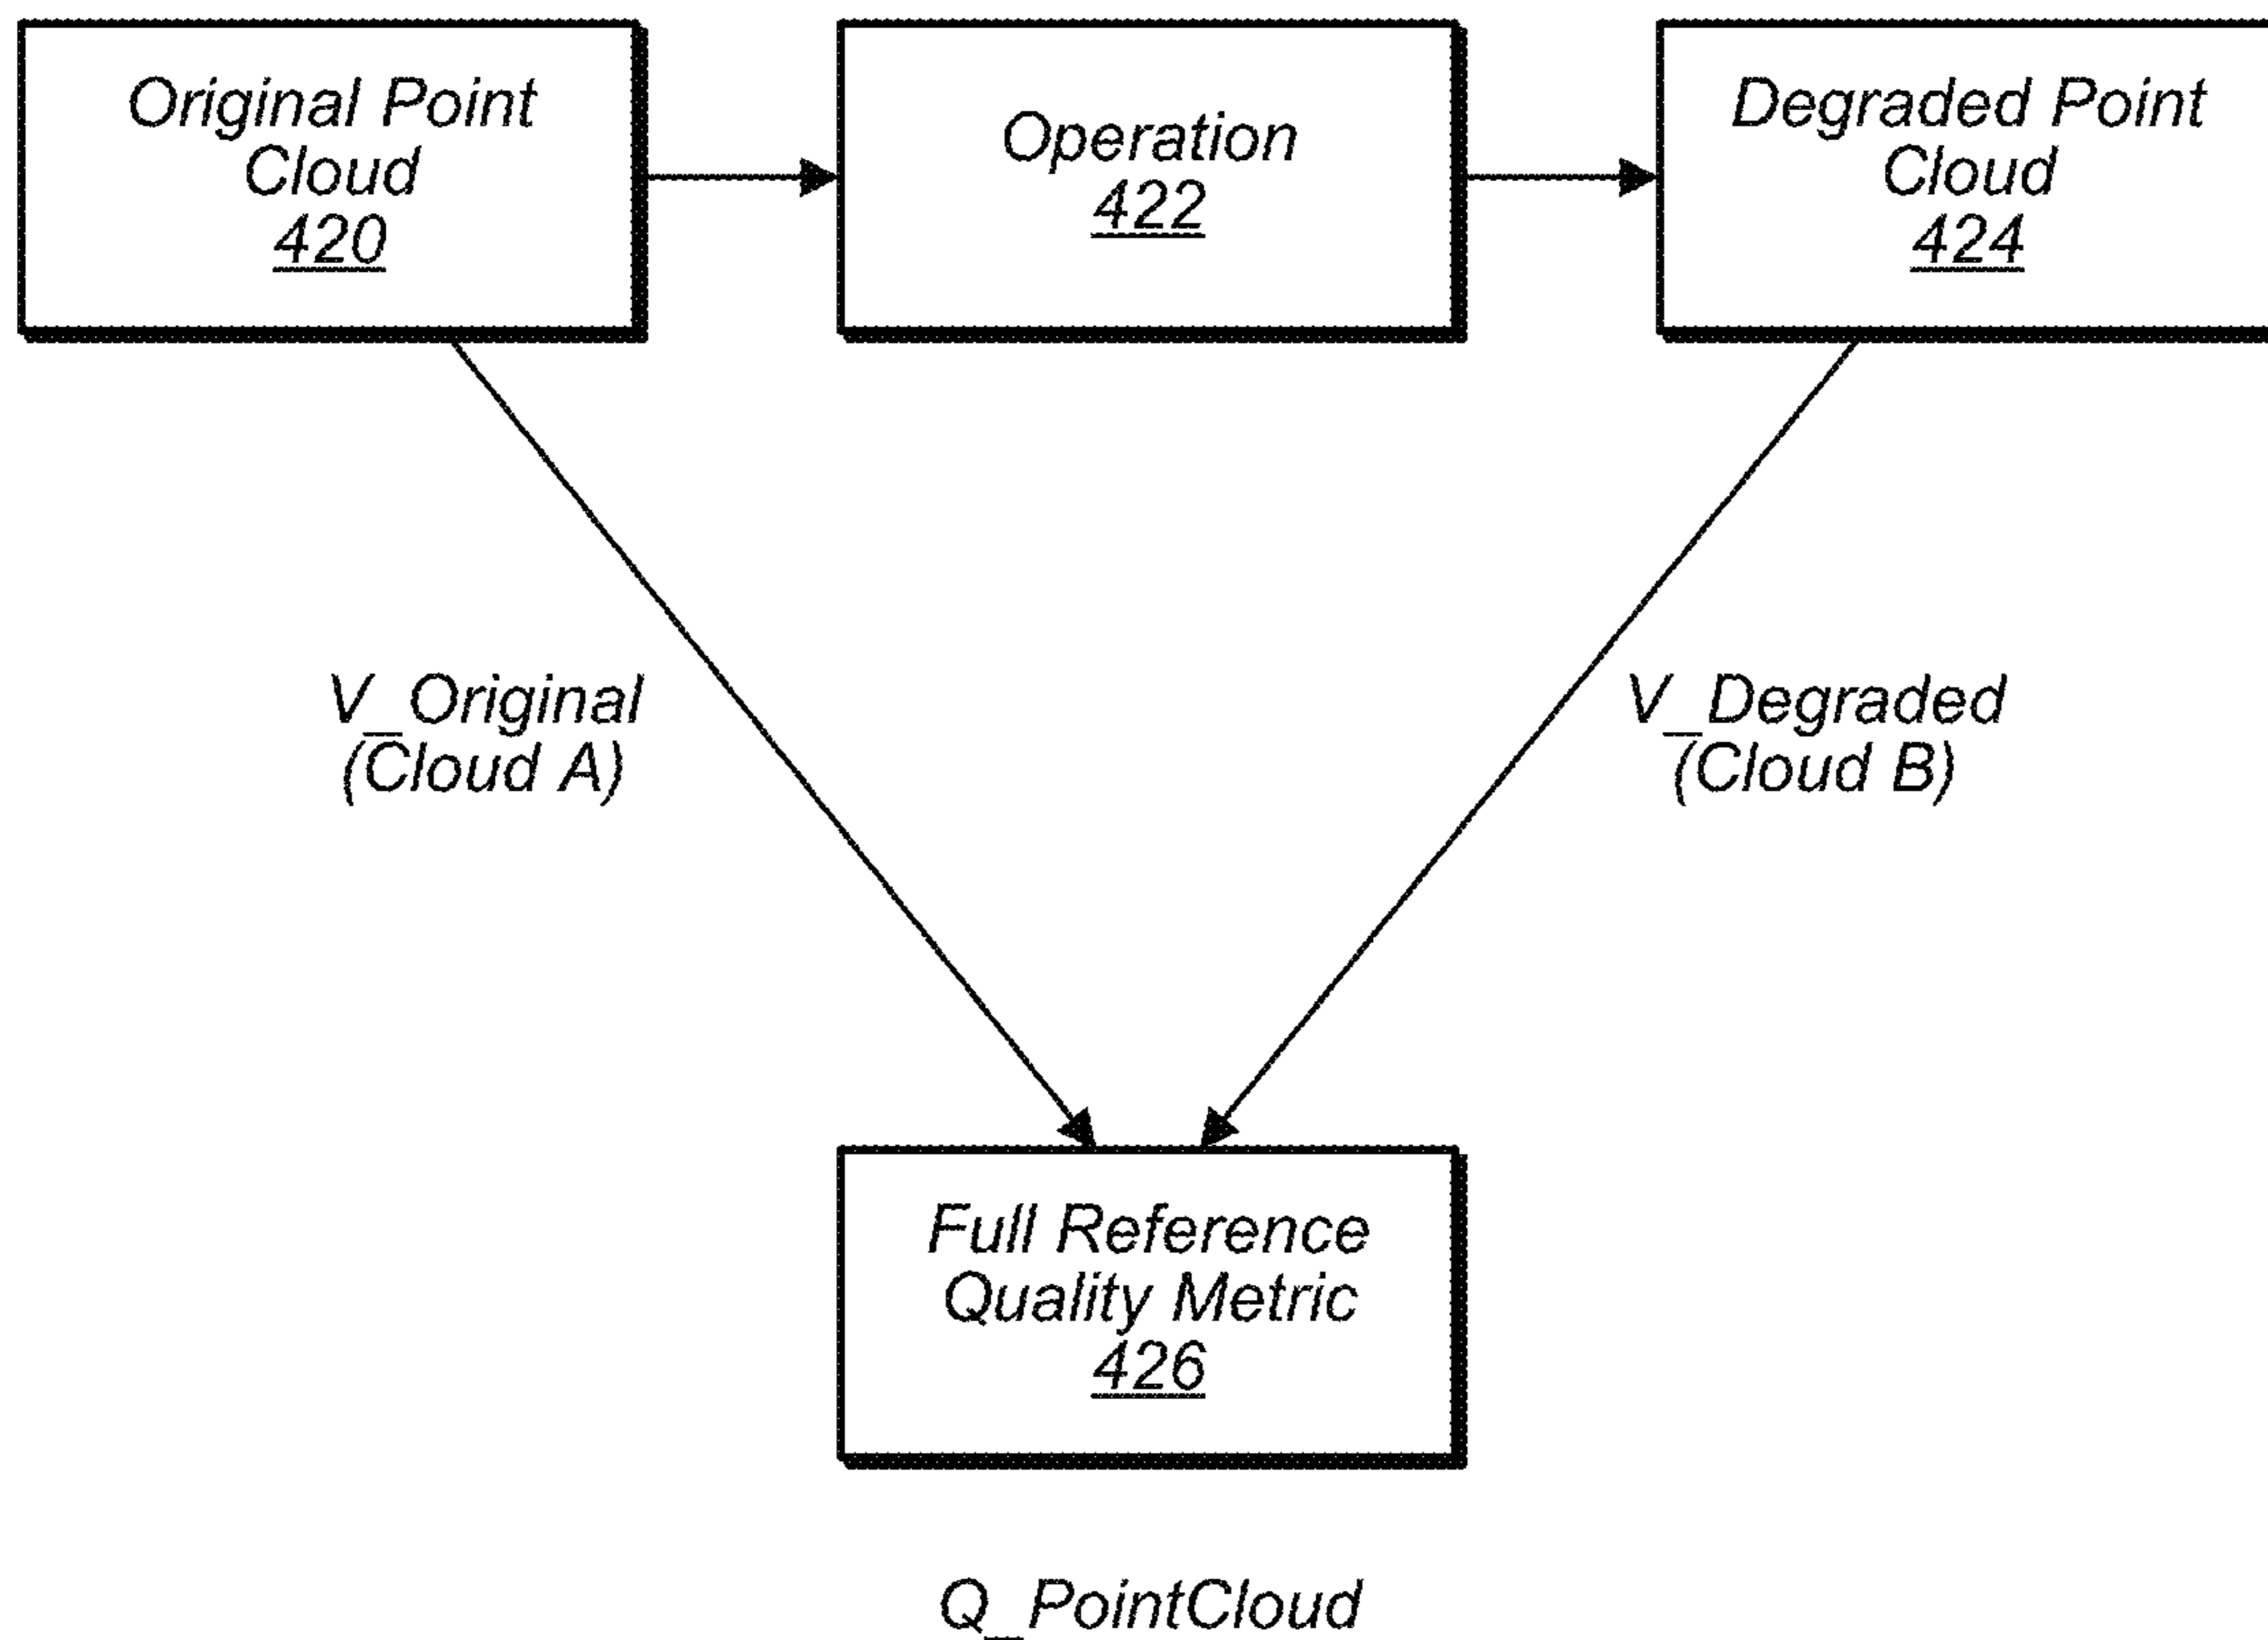 Original Point
Cloud
420
Operation
422
Degraded Point
Cloud
424
V_Original
(Cloud A)
V_Degraded
(Cloud B)
Full Reference
Quality Metric
426
Q_PointCloud